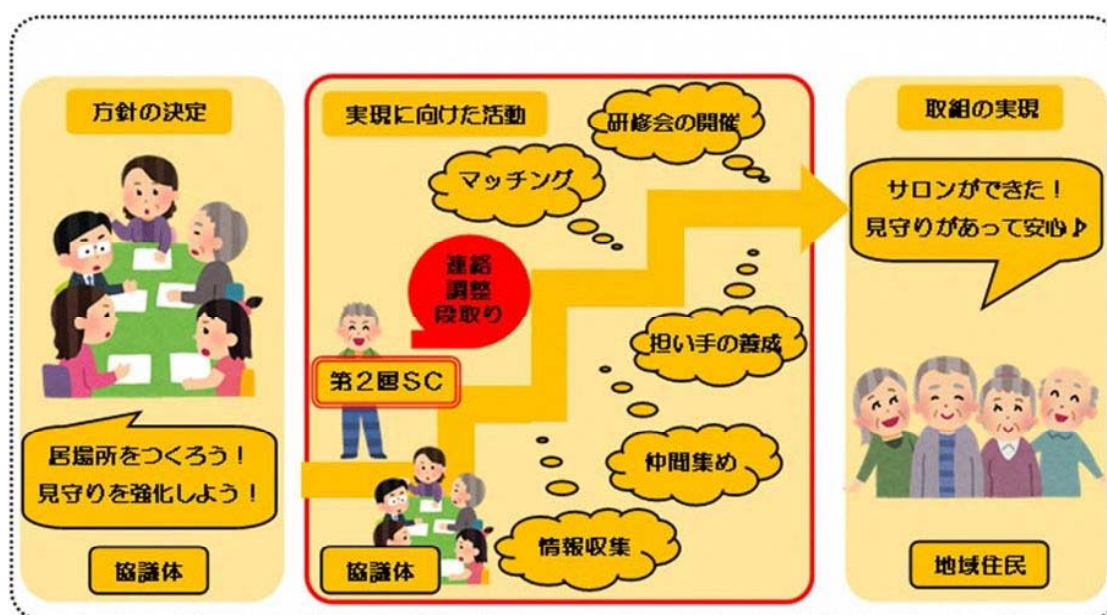 方針の決定
居場所をつくろう！
見守りを強化しよう！
協議体
実現に向けた活動
研修会の開催
マッチング
連絡
調整
段取り
第２層ＳＣ
担い手の養成
仲間集め
情報収集
協議体
取組の実現
サロンができた！
見守りがあって安心♪
地域住民